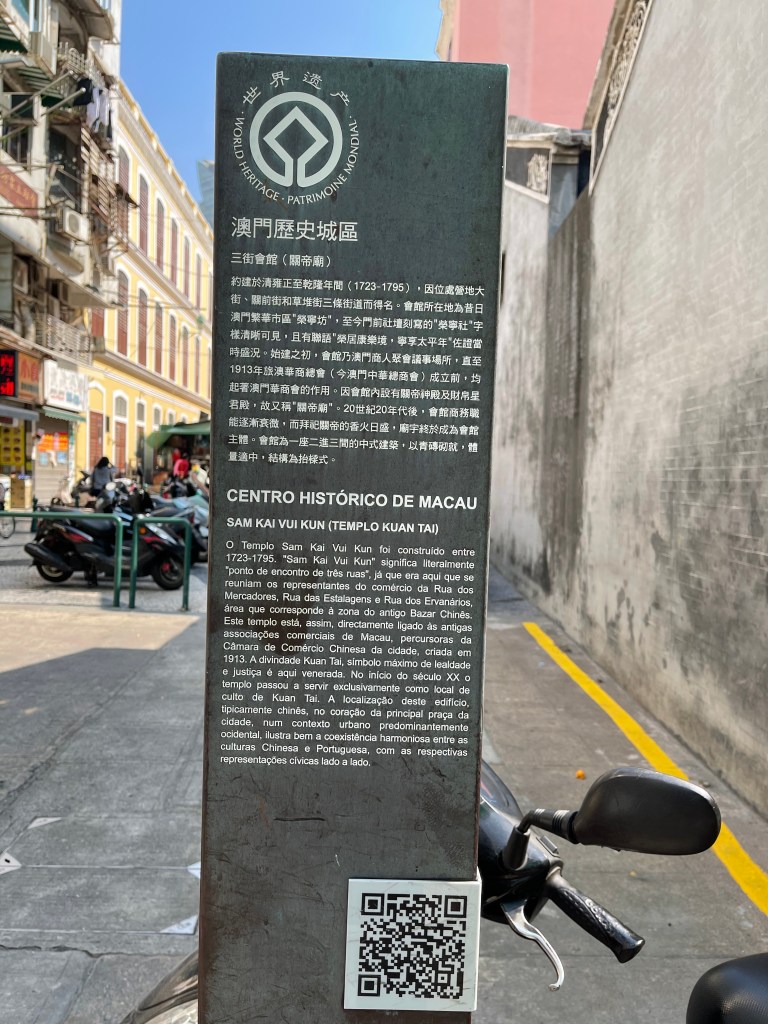 世界遗产
WORLD HERITAGE · PATRIMOINE MONDIAL
澳門歷史城區
三街會館（關帝廟）
約建於清雍正至乾隆年間（1723-1795），因位處營地大
街、關前街和草堆街三條街道而得名。會館所在地為昔日
澳門繁華市區"榮寧坊"，至今門前社壇刻寫的"榮寧社"字
樣清晰可見，且有聯語"榮居康樂境，寧享太平年"佐證當
時盛況。始建之初，會館乃澳門商人聚會議事場所，直至
1913年旅澳華商總會（今澳門中華總商會）成立前，均
起著澳門華商會的作用。因會館內設有關帝神殿及財帛星
君殿，故又稱"關帝廟"。20世紀20年代後，會館商務職
能逐漸衰微，而拜祀關帝的香火日盛，廟宇終於成為會館
主體。會館為一座二進三間的中式建築，以青磚砌就，體
量適中，結構為抬樑式。
CENTRO HISTÓRICO DE MACAU
SAM KAI VUI KUN (TEMPLO KUAN TAI)
O Templo Sam Kai Vui Kun foi construído entre
1723-1795. "Sam Kai Vui Kun" significa literalmente
"ponto de encontro de três ruas", já que era aqui que se
reuniam os representantes do comércio da Rua dos
Mercadores, Rua das Estalagens e Rua dos Ervanários,
área que corresponde à zona do antigo Bazar Chinês.
Este templo está, assim, directamente ligado às antigas
associações comerciais de Macau, percursoras da
Câmara de Comércio Chinesa da cidade, criada em
1913. A divindade Kuan Tai, símbolo máximo de lealdade
e justiça é aqui venerada. No início do século XX o
templo passou a servir exclusivamente como local de
culto de Kuan Tai. A localização deste edifício,
tipicamente chinês, no coração da principal praça da
cidade, num contexto urbano predominantemente
ocidental, ilustra bem a coexistência harmoniosa entre as
culturas Chinesa e Portuguesa, com as respectivas
representações cívicas lado a lado.